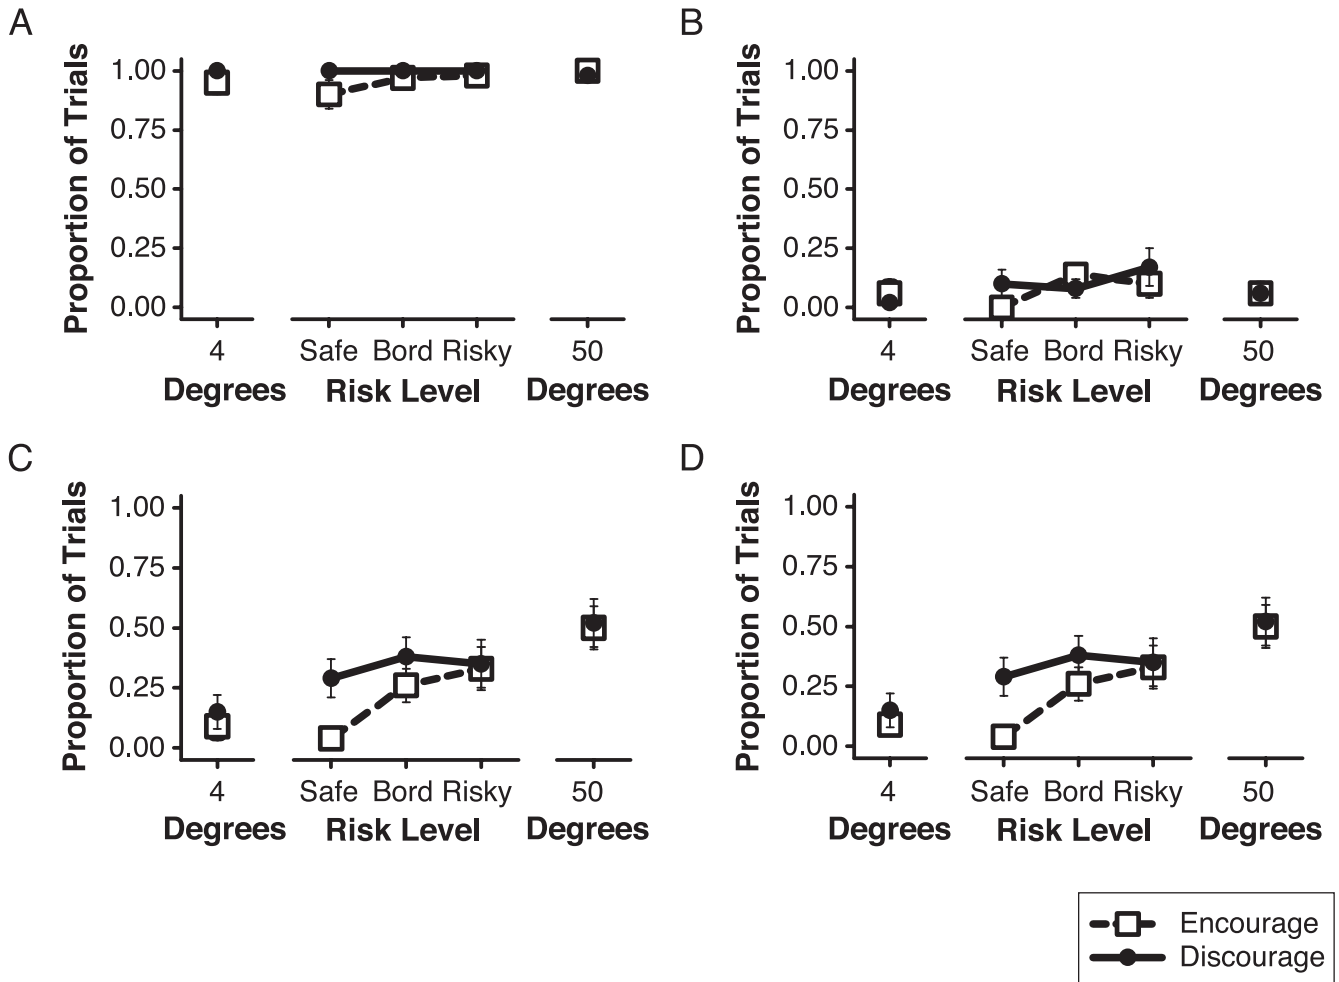 A
Proportion of Trials
1.00
0.75
0.50
0.25
0.00
4
Safe Bord Risky
50
Degrees
Risk Level
Degrees
B
Proportion of Trials
1.00
0.75
0.50
0.25
0.00
4
Safe Bord Risky
50
Degrees
Risk Level
Degrees
C
Proportion of Trials
1.00
0.75
0.50
0.25
0.00
4
Safe Bord Risky
50
Degrees
Risk Level
Degrees
D
Proportion of Trials
1.00
0.75
0.50
0.25
0.00
4
Safe Bord Risky
50
Degrees
Risk Level
Degrees
Encourage
Discourage